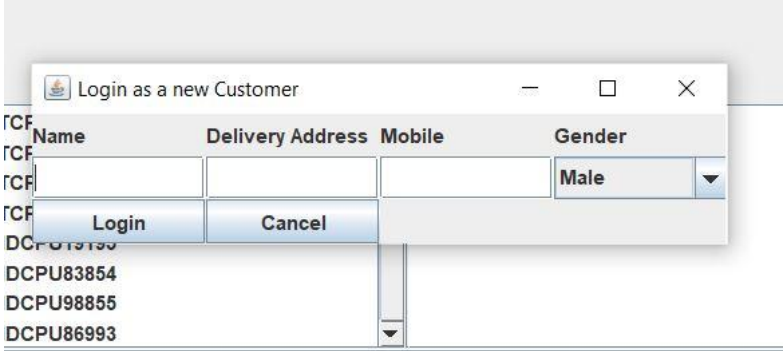 Login as a new Customer
Name Delivery Address Mobile Gender
Male
Login Cancel
DCPU83854
DCPU98855
DCPU86993